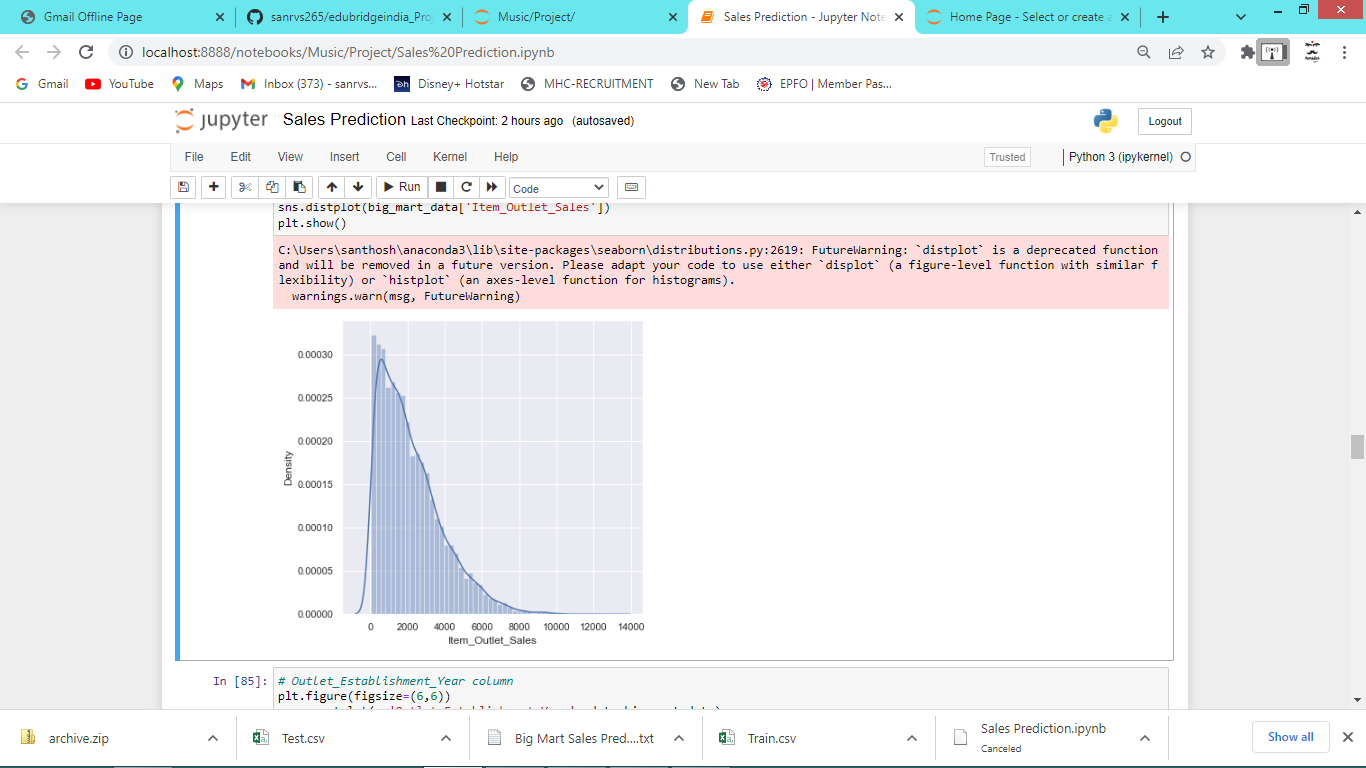 Gmail Offline Page
sanrvs265/edubridgeindia_Proj
Music/Project/
Sales Prediction - Jupyter Note
Home Page - Select or create a
localhost:8888/notebooks/Music/Project/Sales%20Prediction.ipynb
Gmail
YouTube
Maps
Inbox (373) - sanrvs...
Disney+ Hotstar
MHC-RECRUITMENT
New Tab
EPFO | Member Pas...
jupyter
Sales Prediction Last Checkpoint: 2 hours ago (autosaved)
Logout
File Edit View Insert Cell Kernel Help
Trusted
Python 3 (ipykernel)
Run
Code
sns.distplot(big_mart_data['Item_Outlet_Sales'])
plt.show()
C:\Users\santhosh\anaconda3\lib\site-packages\seaborn\distributions.py:2619: FutureWarning: `distplot` is a deprecated function
and will be removed in a future version. Please adapt your code to use either `displot` (a figure-level function with similar f
lexibility) or `histplot` (an axes-level function for histograms).
warnings.warn(msg, FutureWarning)
0.00030
0.00025
0.00020
0.00015
0.00010
0.00005
0.00000
Density
0 2000 4000 6000 8000 10000 12000 14000
Item_Outlet_Sales
In [85]:
# Outlet_Establishment_Year column
plt.figure(figsize=(6,6))
archive.zip
Test.csv
Big Mart Sales Pred....txt
Train.csv
Sales Prediction.ipynb
Canceled
Show all